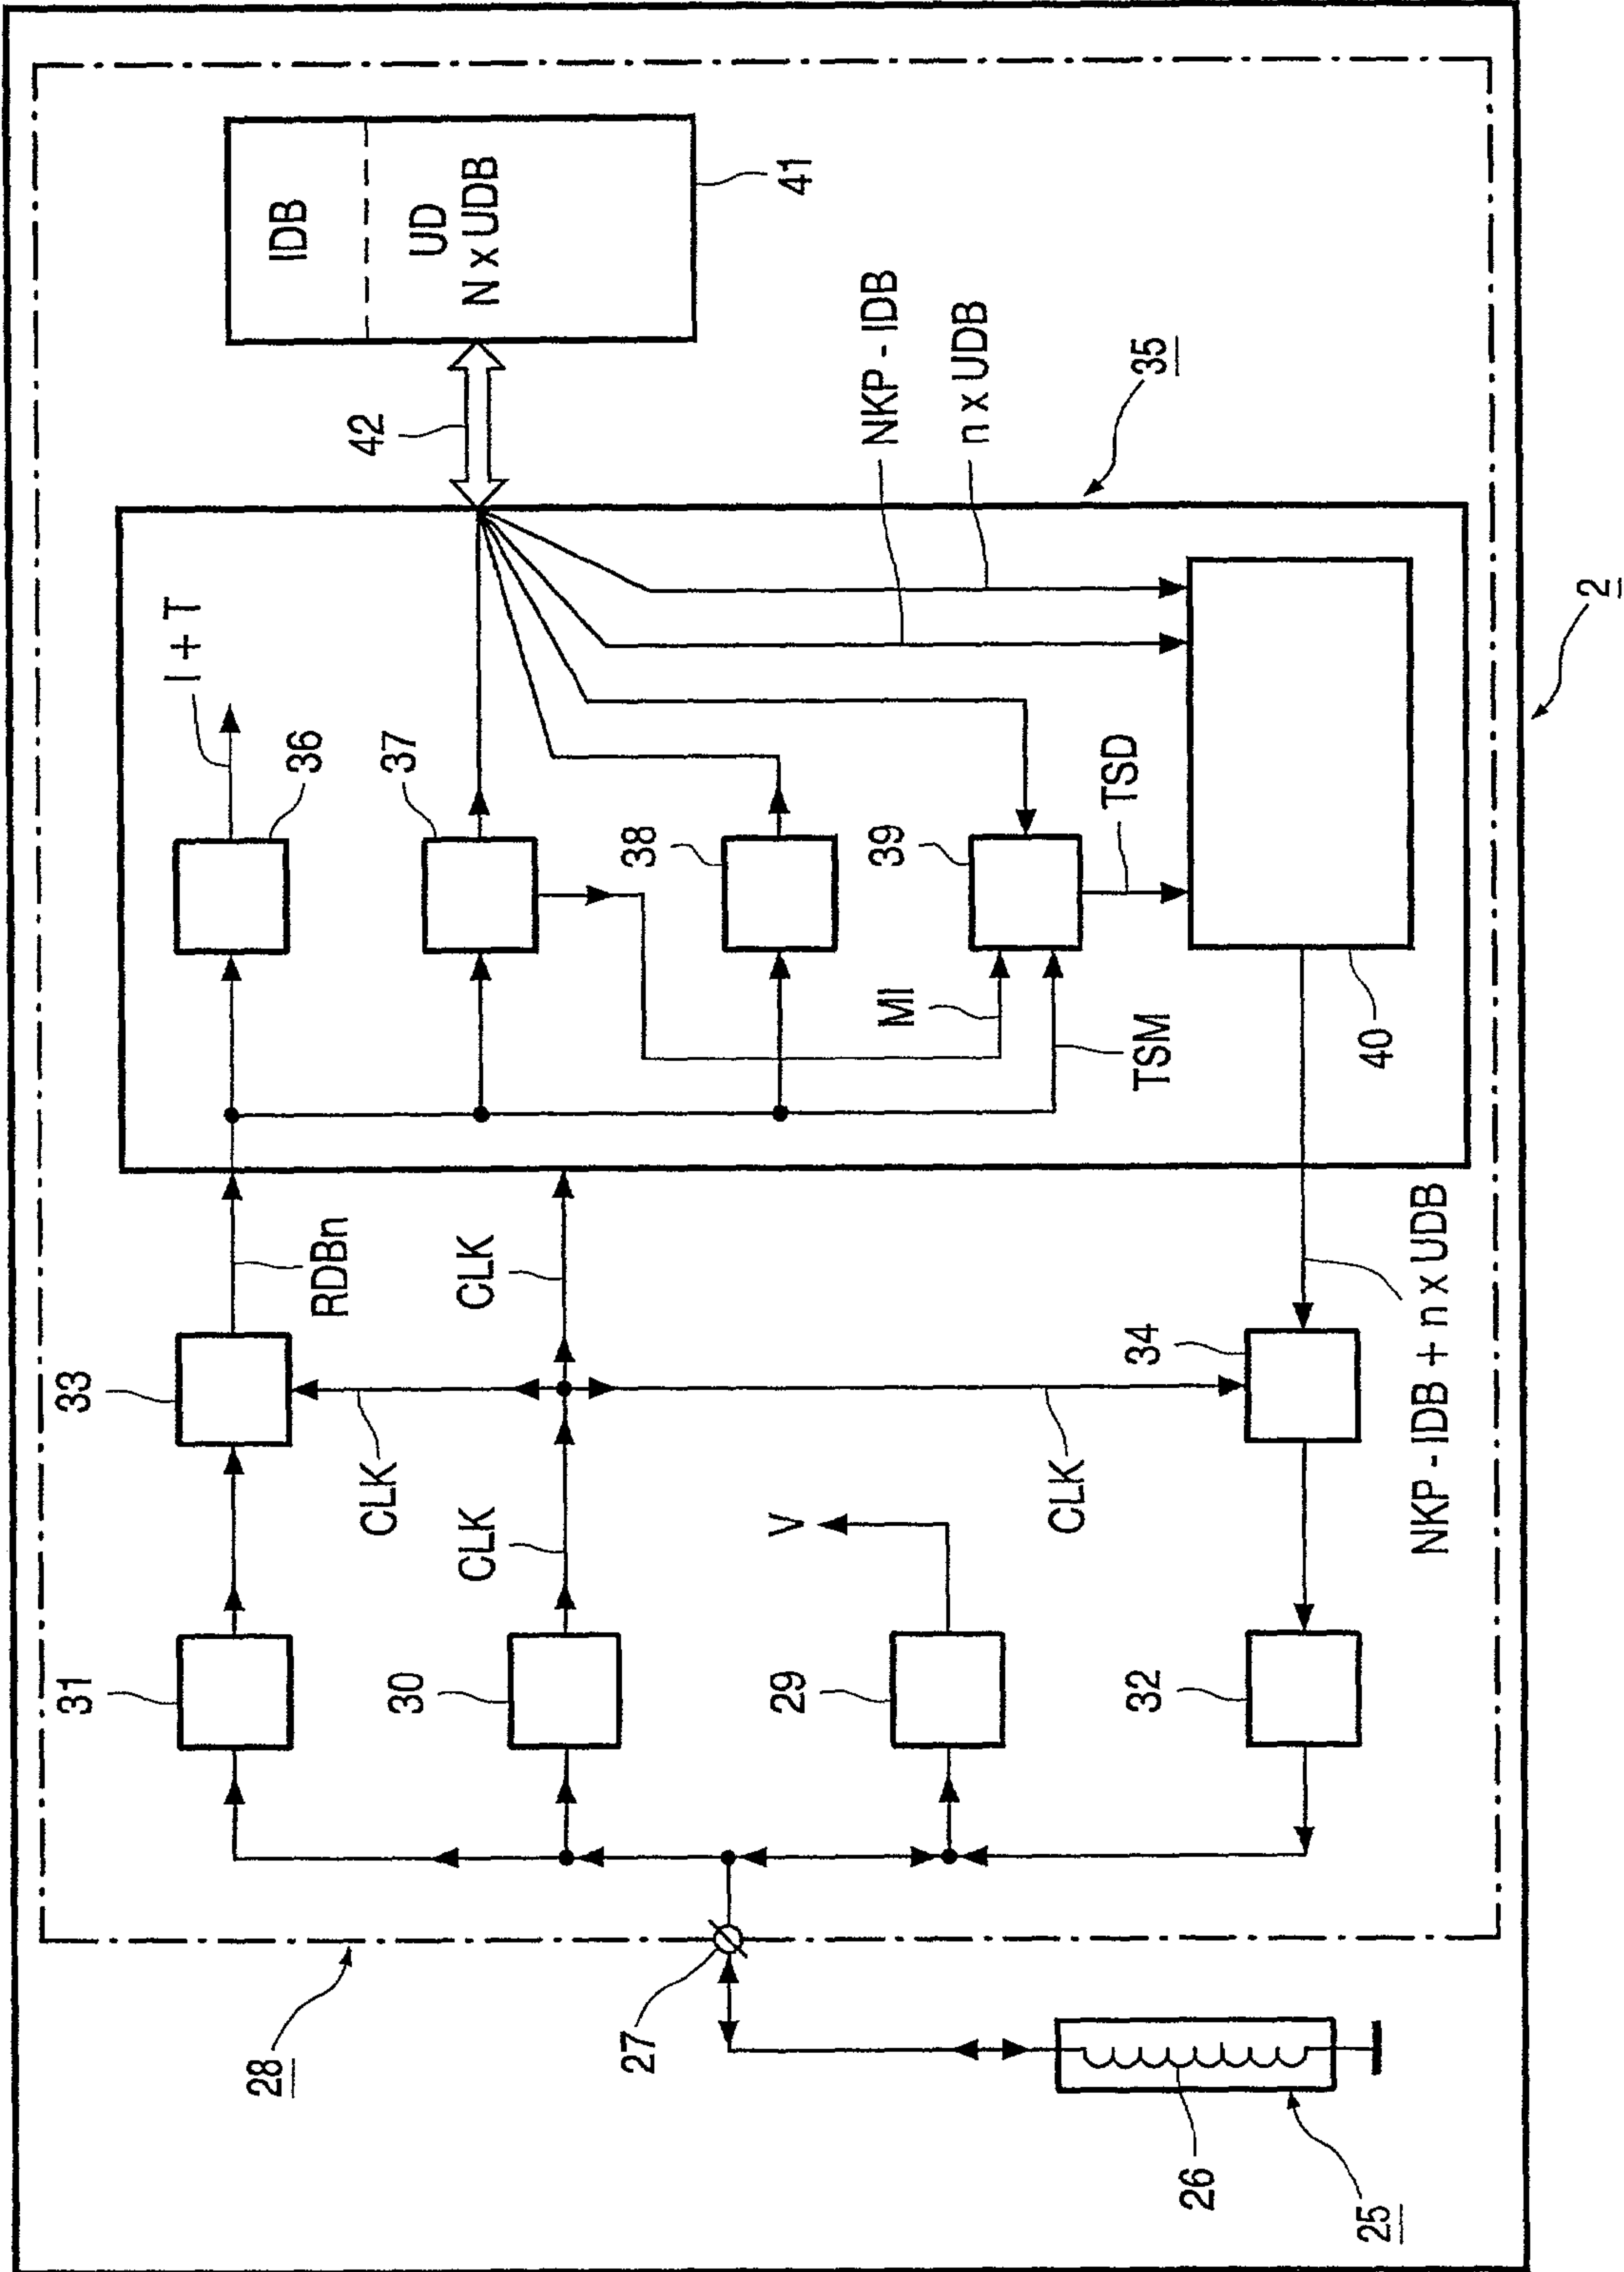 31
33
RDBn
36
I + T
IDB
UD
N x UDB
41
30
CLK
CLK
CLK
37
42
28
29
V
38
39
MI
TSM
TSD
NKP - IDB
n x UDB
35
27
CLK
32
34
NKP - IDB + n x UDB
40
26
25
2